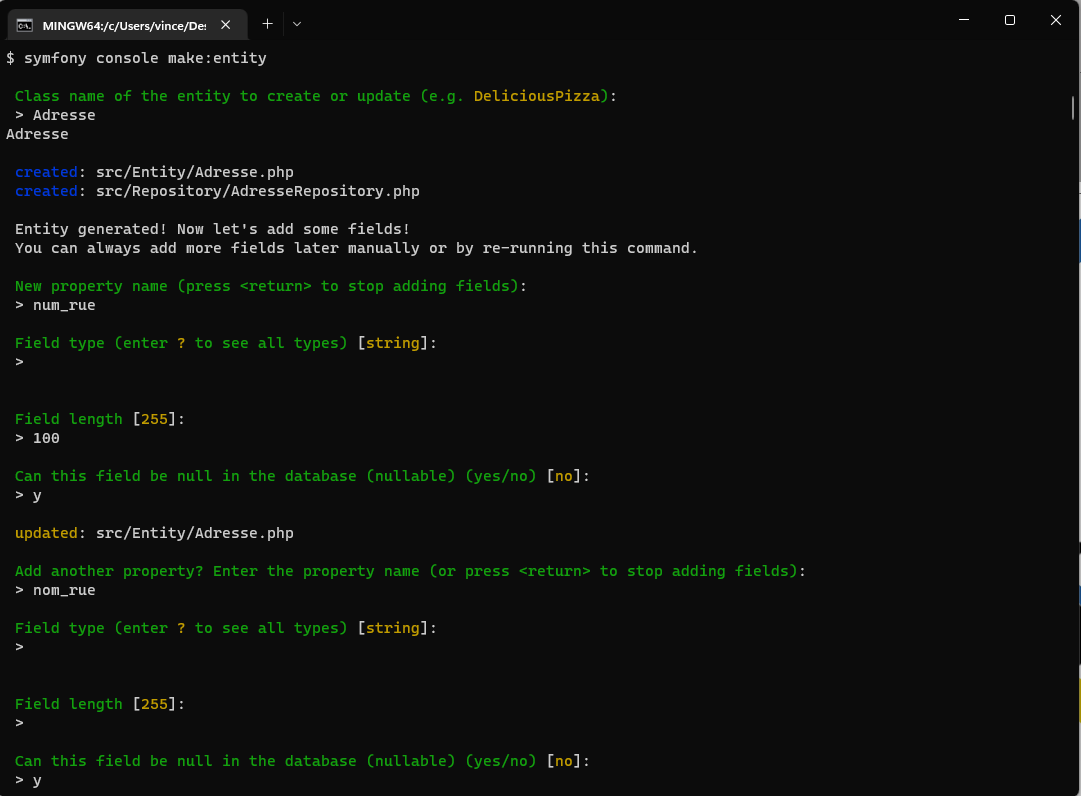 MINGW64:/c/Users/vince/Des
$ symfony console make:entity
Class name of the entity to create or update (e.g. DeliciousPizza):
> Adresse
Adresse
created: src/Entity/Adresse.php
created: src/Repository/AdresseRepository.php
Entity generated! Now let's add some fields!
You can always add more fields later manually or by re-running this command.
New property name (press <return> to stop adding fields):
> num_rue
Field type (enter ? to see all types) [string]:
>
Field length [255]:
> 100
Can this field be null in the database (nullable) (yes/no) [no]:
> y
updated: src/Entity/Adresse.php
Add another property? Enter the property name (or press <return> to stop adding fields):
> nom_rue
Field type (enter ? to see all types) [string]:
>
Field length [255]:
>
Can this field be null in the database (nullable) (yes/no) [no]:
> y